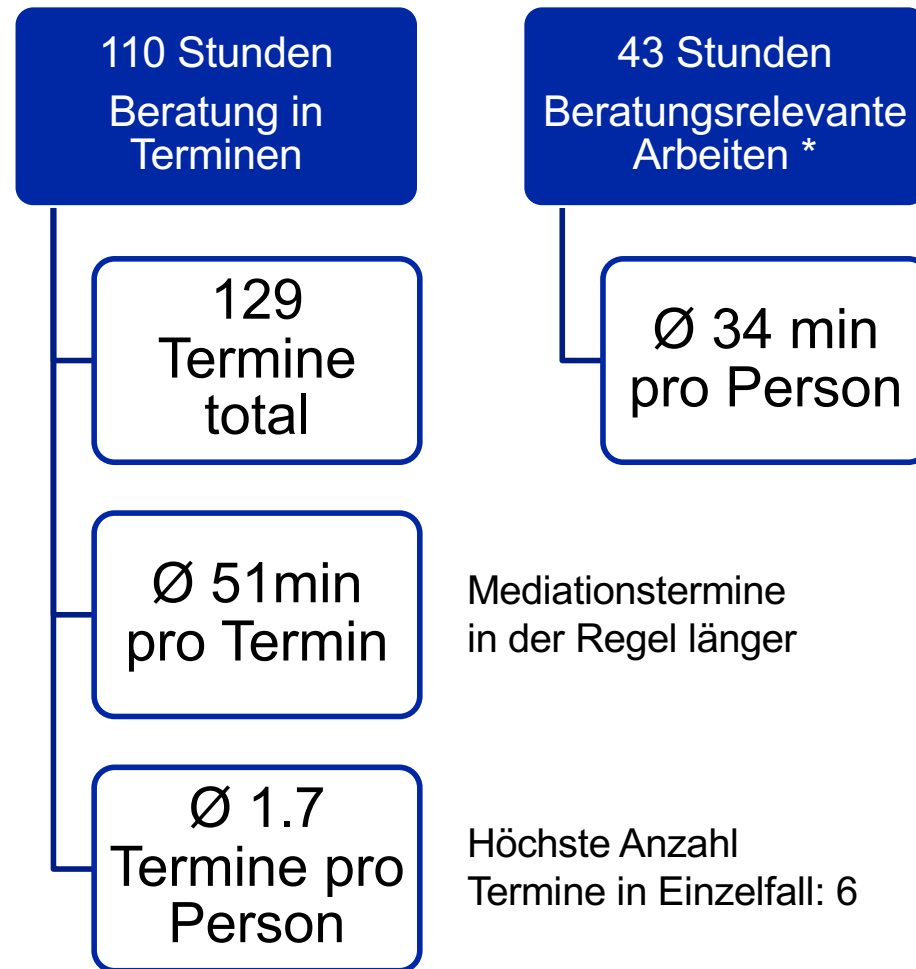 110 Stunden
Beratung in
Terminen
129
Termine
total
Ø 51min
pro Termin
Mediationstermine
in der Regel länger
Ø 1.7
Termine pro
Person
Höchste Anzahl
Termine in Einzelfall: 6
43 Stunden
Beratungsrelevante
Arbeiten *
Ø 34 min
pro Person